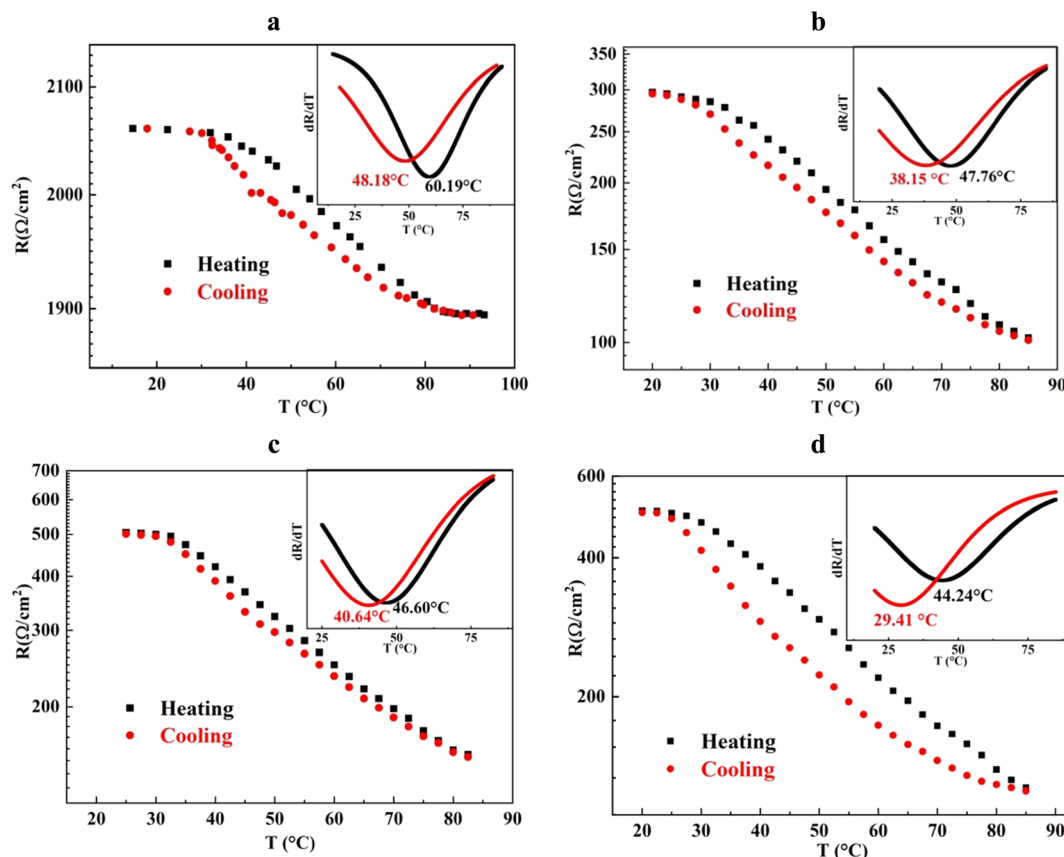 a
2100
2000
1900
R(Ω/cm²)
20 40 60 80 100
T (°C)
Heating
Cooling
dR/dT
48.18°C
60.19°C
25 50 75
T (°C)
b
350
300
250
200
150
100
R(Ω/cm²)
20 30 40 50 60 70 80 90
T (°C)
Heating
Cooling
dR/dT
38.15 °C
47.76°C
25 50 75
T (°C)
c
700
600
500
400
300
200
R(Ω/cm²)
20 30 40 50 60 70 80 90
T (°C)
Heating
Cooling
dR/dT
40.64°C
46.60°C
25 50 75
T (°C)
d
600
400
200
R(Ω/cm²)
20 30 40 50 60 70 80 90
T (°C)
Heating
Cooling
dR/dT
44.24°C
29.41 °C
25 50 75
T (°C)